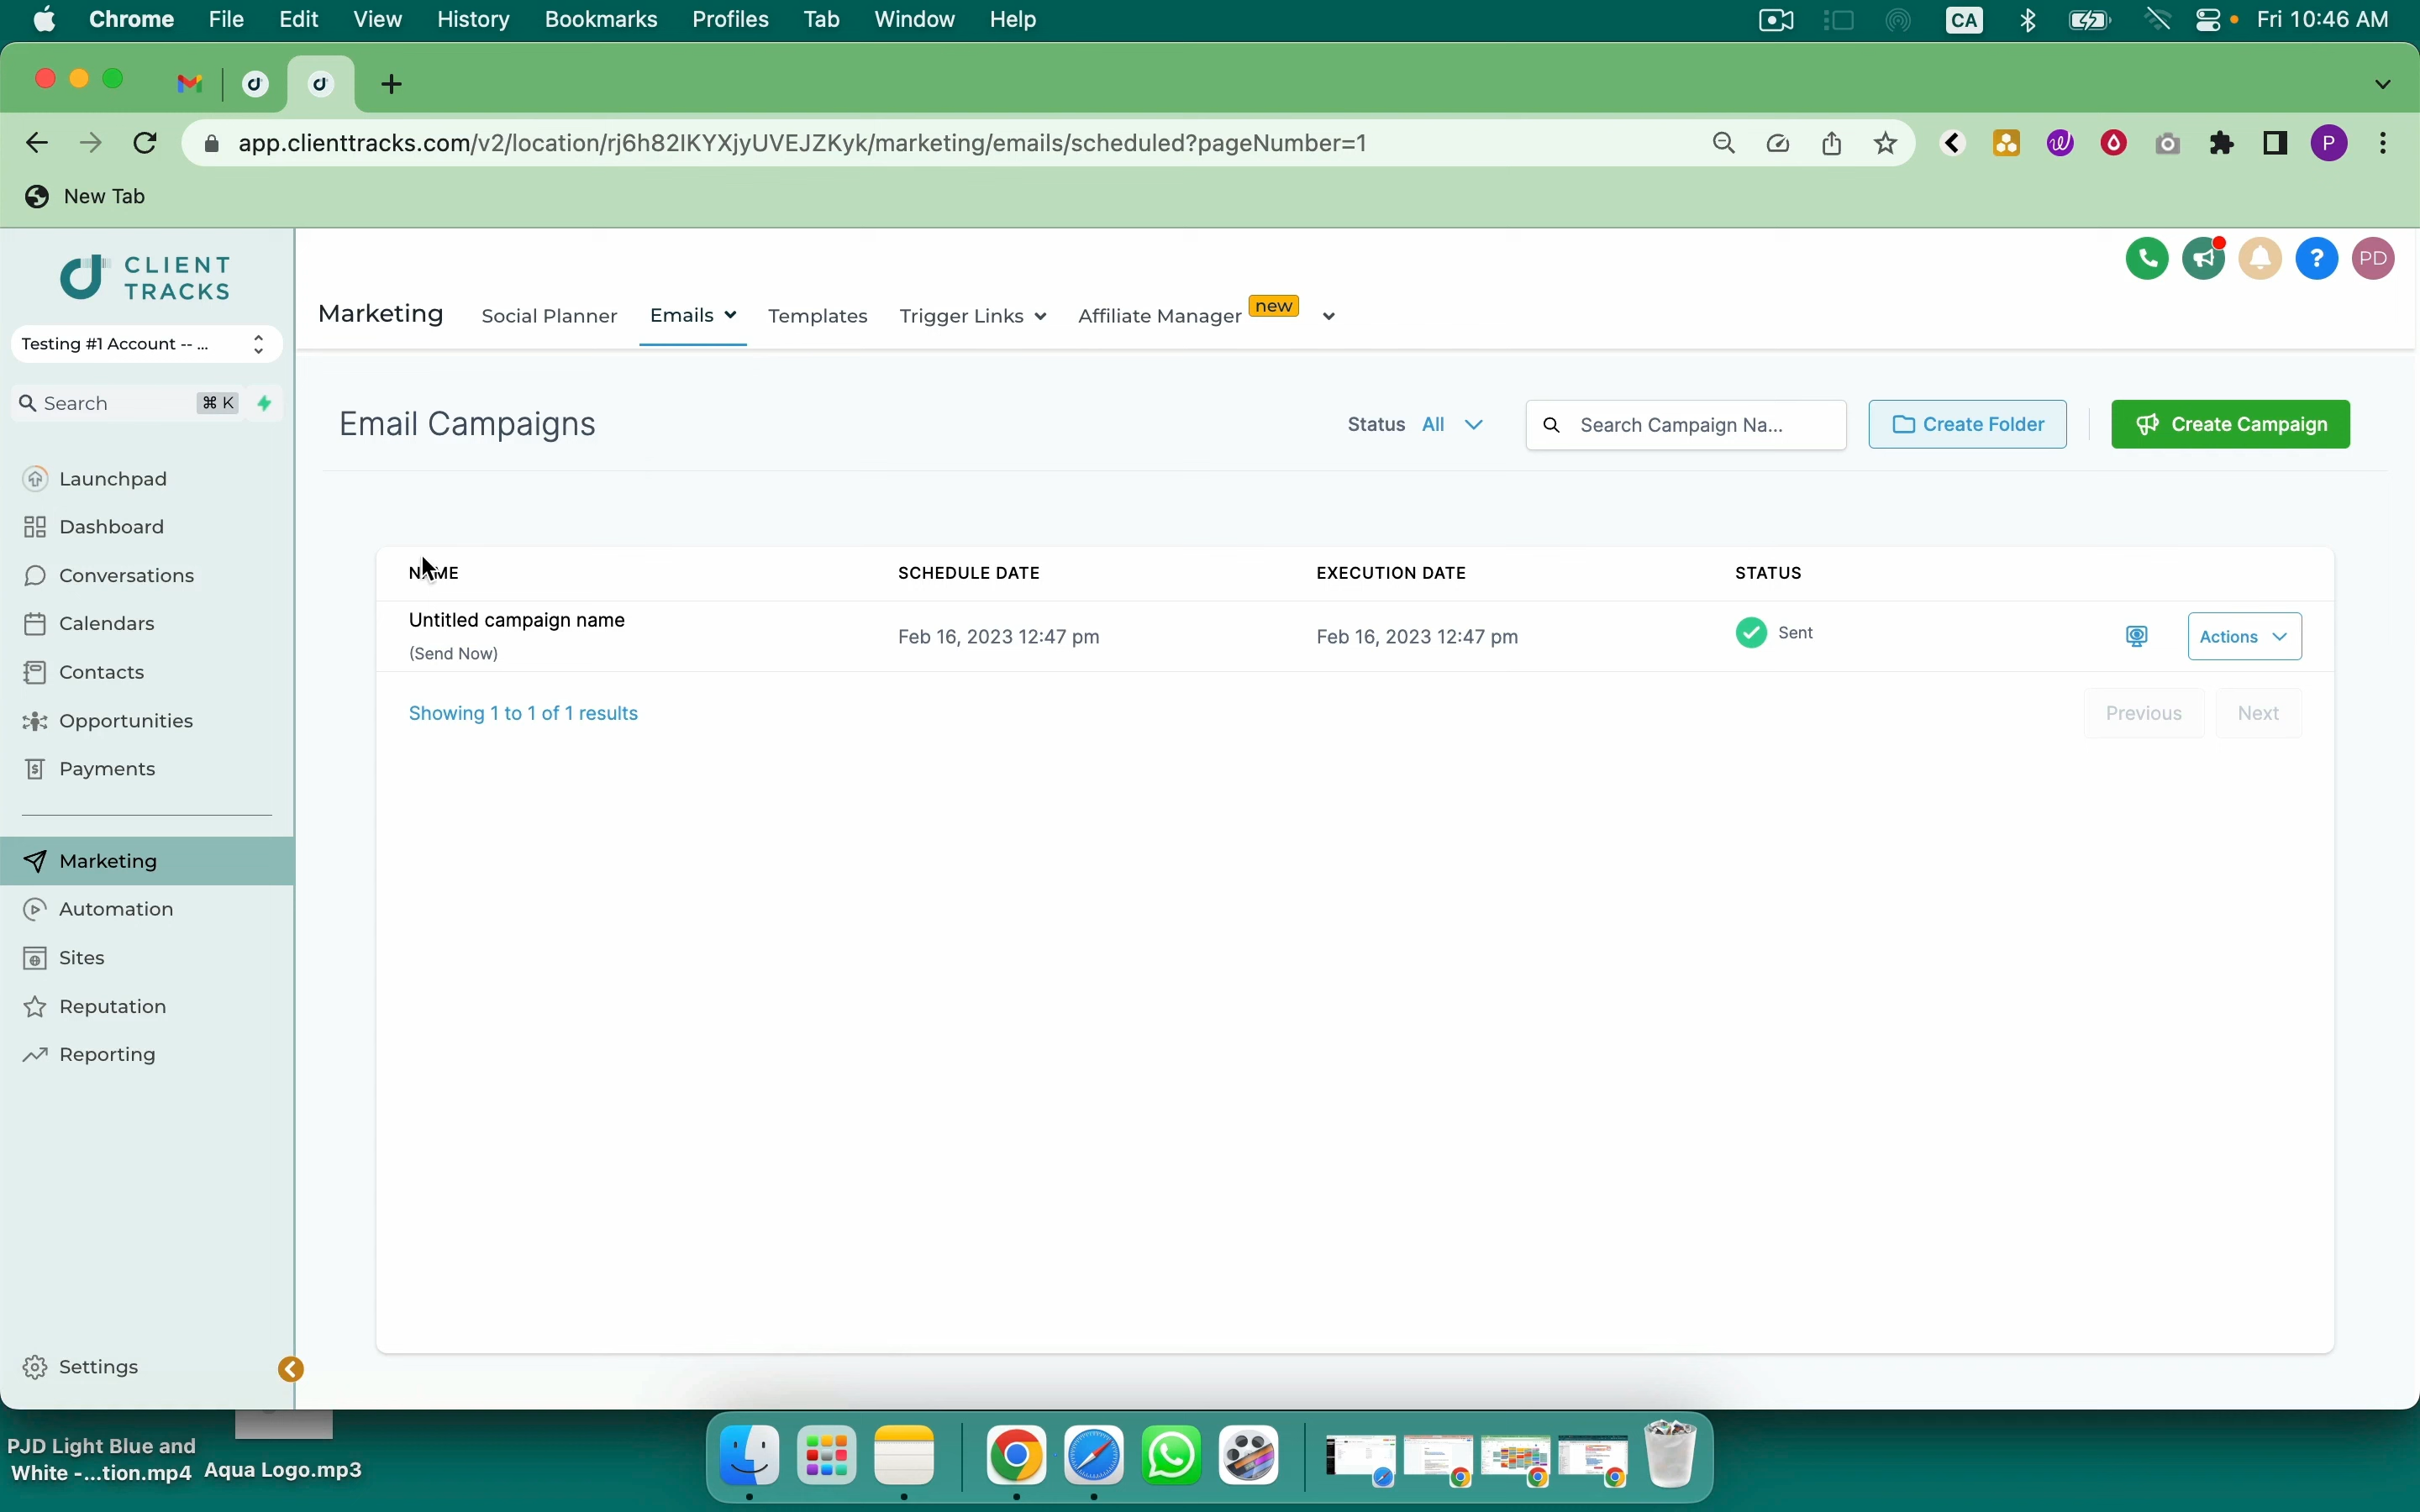 Chrome File Edit View History Bookmarks Profiles Tab Window Help CA Fri 10:46 AM
app.clienttracks.com/v2/location/rj6h82IKYXjyUVEJZKyk/marketing/emails/scheduled?pageNumber=1 P
New Tab
CLIENT
TRACKS
PD
Marketing Social Planner Emails Templates Trigger Links Affiliate Manager new
Testing #1 Account -- ...
Search ⌘ K
Email Campaigns Status All Search Campaign Na... Create Folder Create Campaign
Launchpad
Dashboard
Conversations
Calendars
Contacts
Opportunities
Payments
Marketing
Automation
Sites
Reputation
Reporting
Settings
NAME SCHEDULE DATE EXECUTION DATE STATUS
Untitled campaign name
(Send Now) Feb 16, 2023 12:47 pm Feb 16, 2023 12:47 pm Sent Actions
Showing 1 to 1 of 1 results Previous Next
PJD Light Blue and
White -...tion.mp4 Aqua Logo.mp3